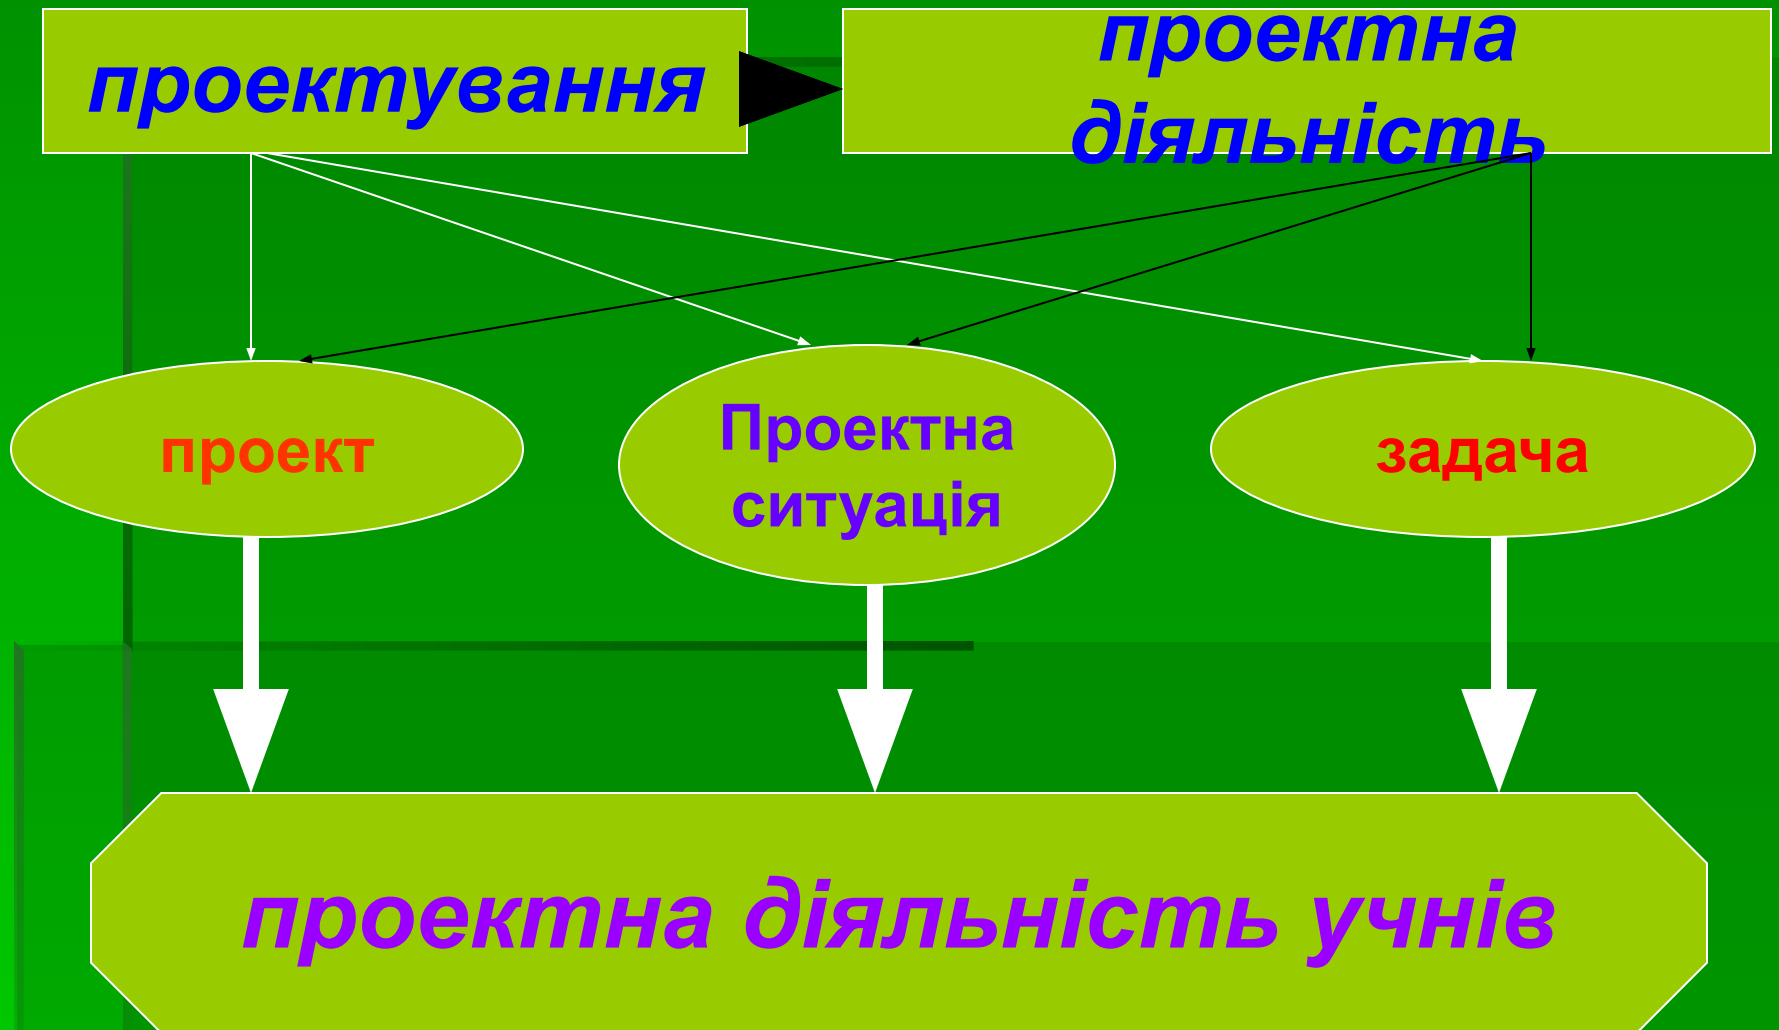 проектування
проектна
діяльність
проект
Проектна
ситуація
задача
проектна діяльність учнів